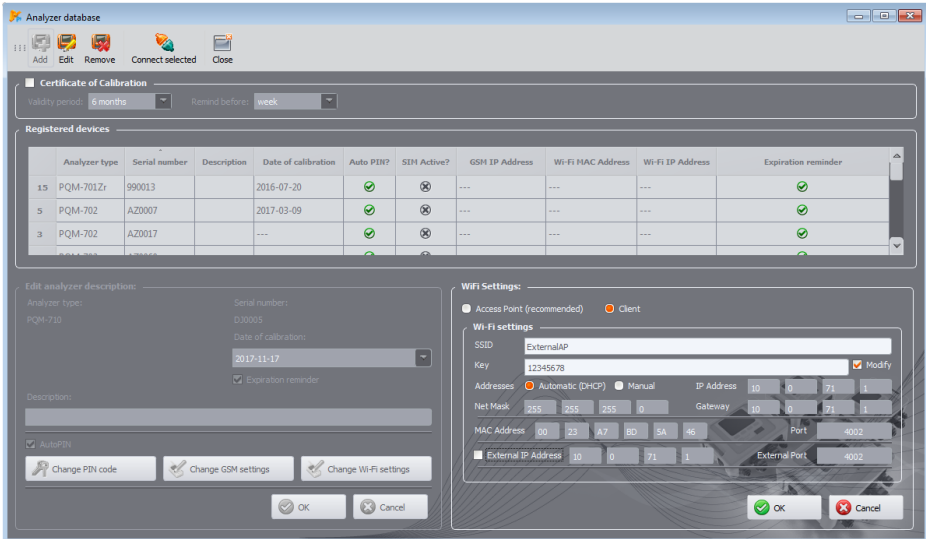 Analyzer database
Add Edit Remove Connect selected Close
Certificate of Calibration
Validity period: 6 months Remind before: week
Registered devices
Analyzer type Serial number Description Date of calibration Auto PIN? SIM Active? GSM IP Address Wi-Fi MAC Address Wi-Fi IP Address Expiration reminder
15 PQM-701Zr 990013 2016-07-20 --- --- ---
5 PQM-702 AZ0007 2017-03-09 --- --- ---
3 PQM-702 AZ0017 --- --- --- ---
Edit analyzer description:
Analyzer type: Serial number:
PQM-710 DJ0005
Date of calibration:
2017-11-17
Expiration reminder
Description:
AutoPIN
Change PIN code Change GSM settings Change Wi-Fi settings
OK Cancel
WiFi Settings:
Access Point (recommended) Client
Wi-Fi settings
SSID ExternalAP
Key 12345678 Modify
Addresses Automatic (DHCP) Manual IP Address 10 0 71 1
Net Mask 255 255 255 0 Gateway 10 0 71 1
MAC Address 00 23 A7 BD 5A 46 Port 4002
External IP Address 10 0 71 1 External Port 4002
OK Cancel